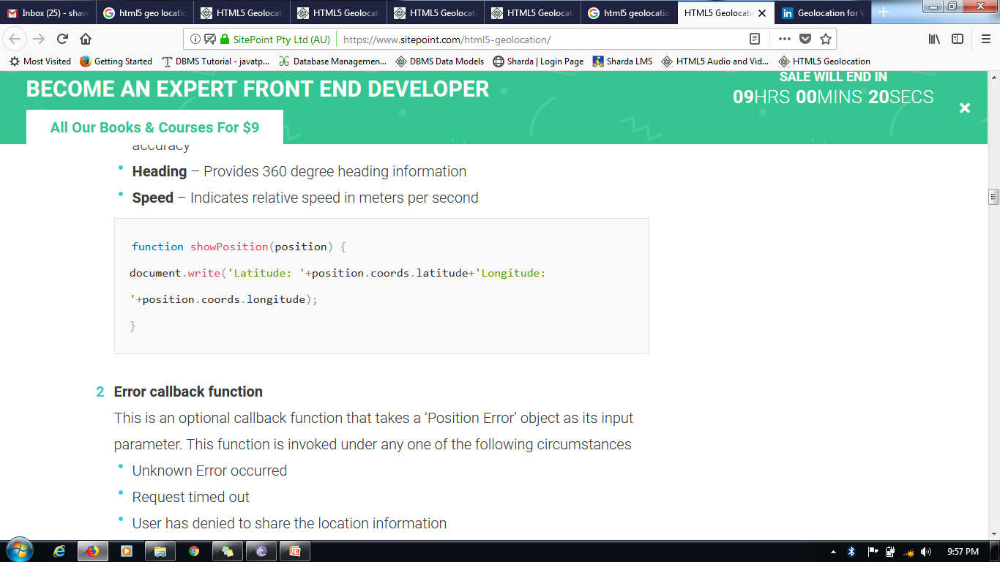 Inbox (25) - shav
html5 geo locatio
HTML5 Geolocat
HTML5 Geolocat
HTML5 Geolocat
HTML5 Geolocat
html5 geolocatio
HTML5 Geolocatio
Geolocation for W
SitePoint Pty Ltd (AU)
https://www.sitepoint.com/html5-geolocation/
Most Visited
Getting Started
DBMS Tutorial - javatp...
Database Managemen...
DBMS Data Models
Sharda | Login Page
Sharda LMS
HTML5 Audio and Vid...
HTML5 Geolocation
BECOME AN EXPERT FRONT END DEVELOPER
SALE WILL END IN
09HRS 00MINS 20SECS
All Our Books & Courses For $9
accuracy
• Heading – Provides 360 degree heading information
• Speed – Indicates relative speed in meters per second
function showPosition(position) {
document.write('Latitude: '+position.coords.latitude+'Longitude:
'+position.coords.longitude);
}
2 Error callback function
This is an optional callback function that takes a ‘Position Error’ object as its input
parameter. This function is invoked under any one of the following circumstances
• Unknown Error occurred
• Request timed out
• User has denied to share the location information
9:57 PM